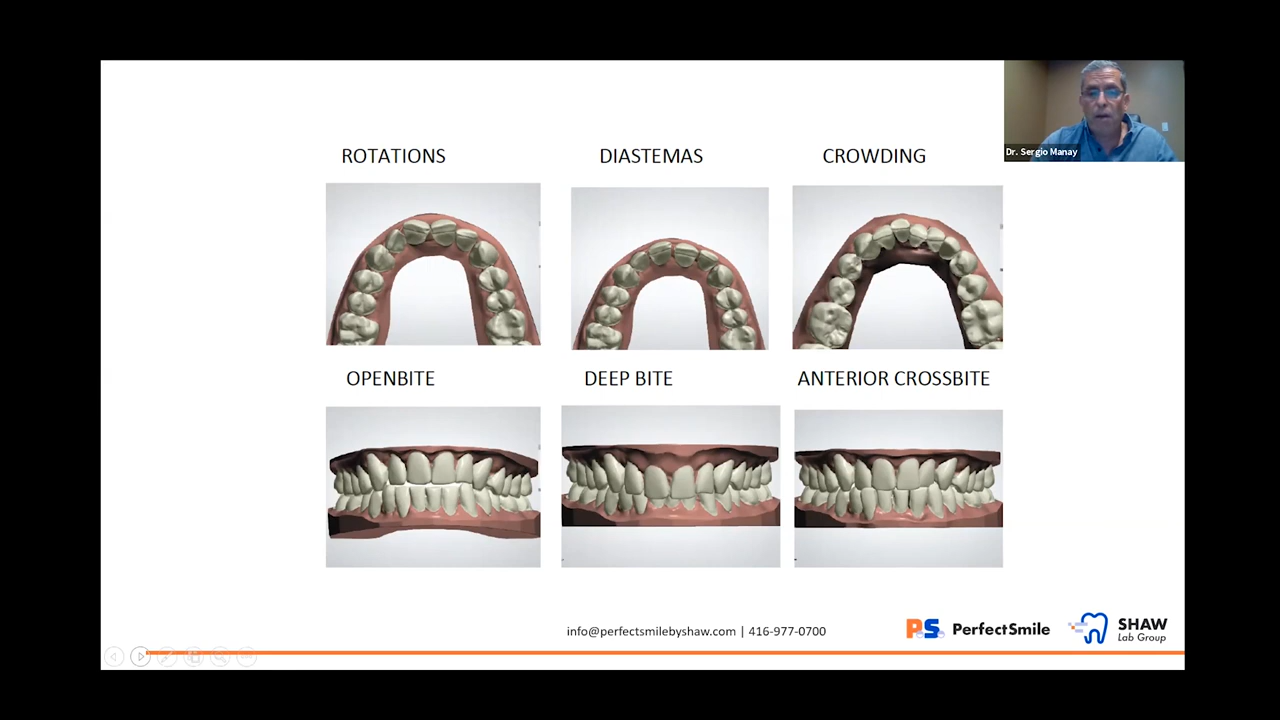 Dr. Sergio Manay
ROTATIONS
DIASTEMAS
CROWDING
OPENBITE
DEEP BITE
ANTERIOR CROSSBITE
info@perfectsmilebyshaw.com | 416-977-0700
PS PerfectSmile
SHAW
Lab Group